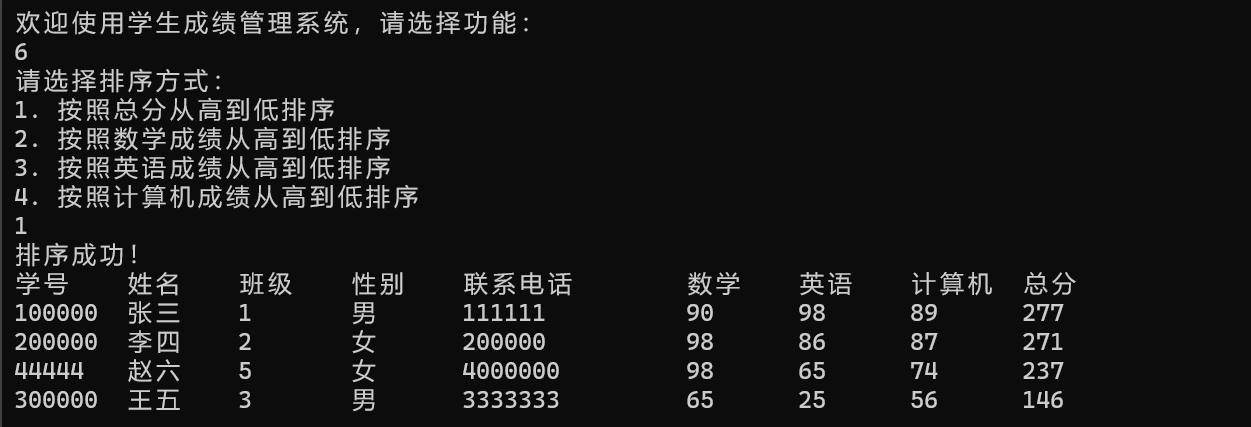 欢迎使用学生成绩管理系统，请选择功能：
6
请选择排序方式：
1. 按照总分从高到低排序
2. 按照数学成绩从高到低排序
3. 按照英语成绩从高到低排序
4. 按照计算机成绩从高到低排序
1
排序成功！
学号 姓名 班级 性别 联系电话 数学 英语 计算机 总分
100000 张三 1 男 111111 90 98 89 277
200000 李四 2 女 200000 98 86 87 271
44444 赵六 5 女 4000000 98 65 74 237
300000 王五 3 男 3333333 65 25 56 146